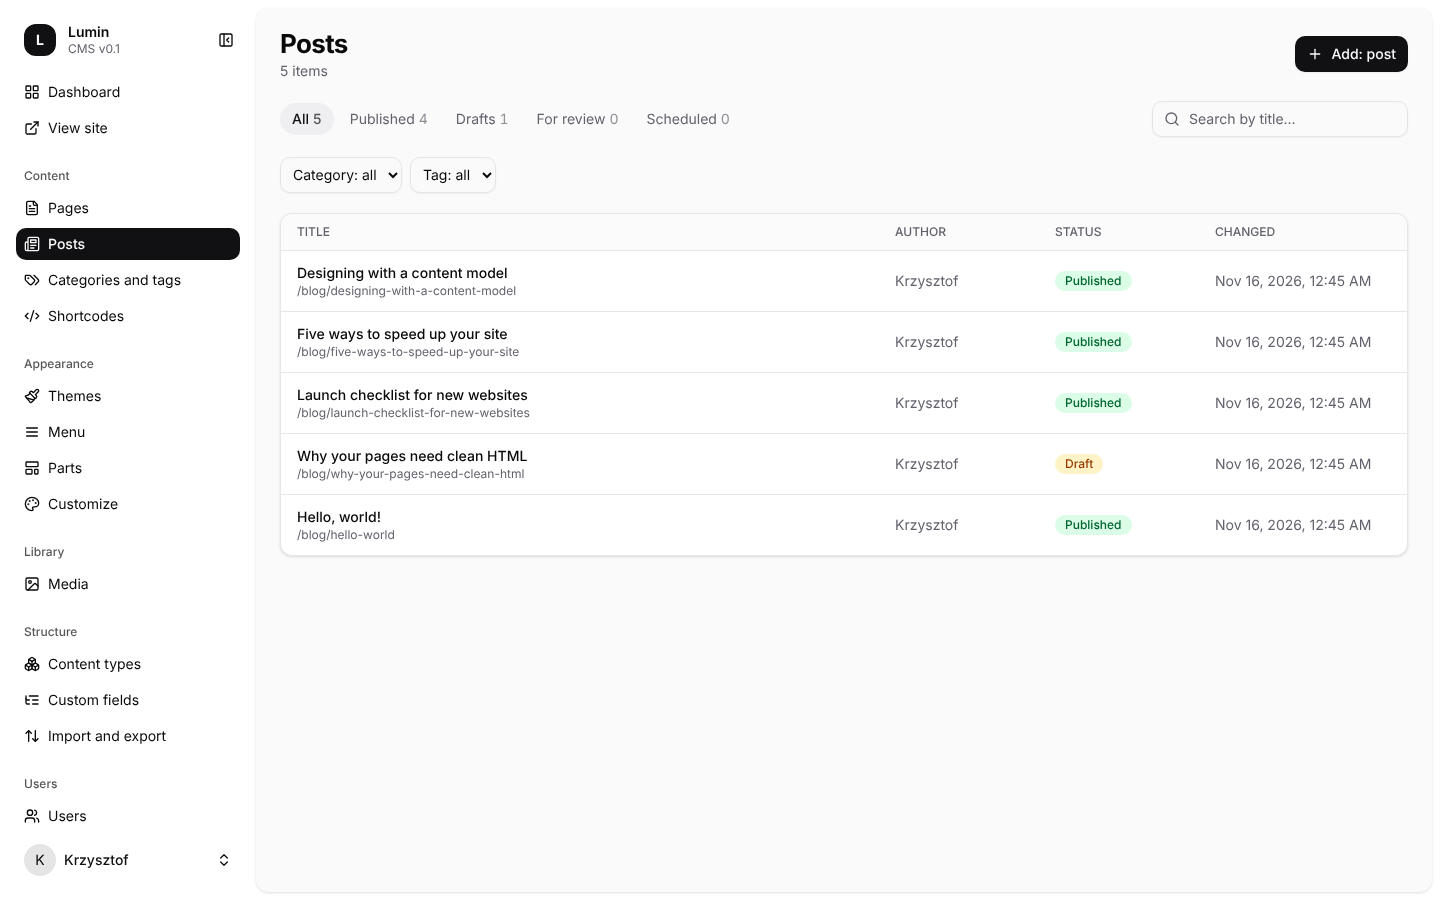 L
Lumin
CMS v0.1
Dashboard
View site
Content
Pages
Posts
Categories and tags
Shortcodes
Appearance
Themes
Menu
Parts
Customize
Library
Media
Structure
Content types
Custom fields
Import and export
Users
Users
K
Krzysztof
Posts
5 items
Add: post
All 5
Published 4
Drafts 1
For review 0
Scheduled 0
Search by title...
Category: all
Tag: all
TITLE AUTHOR STATUS CHANGED
Designing with a content model
/blog/designing-with-a-content-model
Krzysztof Published Nov 16, 2026, 12:45 AM
Five ways to speed up your site
/blog/five-ways-to-speed-up-your-site
Krzysztof Published Nov 16, 2026, 12:45 AM
Launch checklist for new websites
/blog/launch-checklist-for-new-websites
Krzysztof Published Nov 16, 2026, 12:45 AM
Why your pages need clean HTML
/blog/why-your-pages-need-clean-html
Krzysztof Draft Nov 16, 2026, 12:45 AM
Hello, world!
/blog/hello-world
Krzysztof Published Nov 16, 2026, 12:45 AM